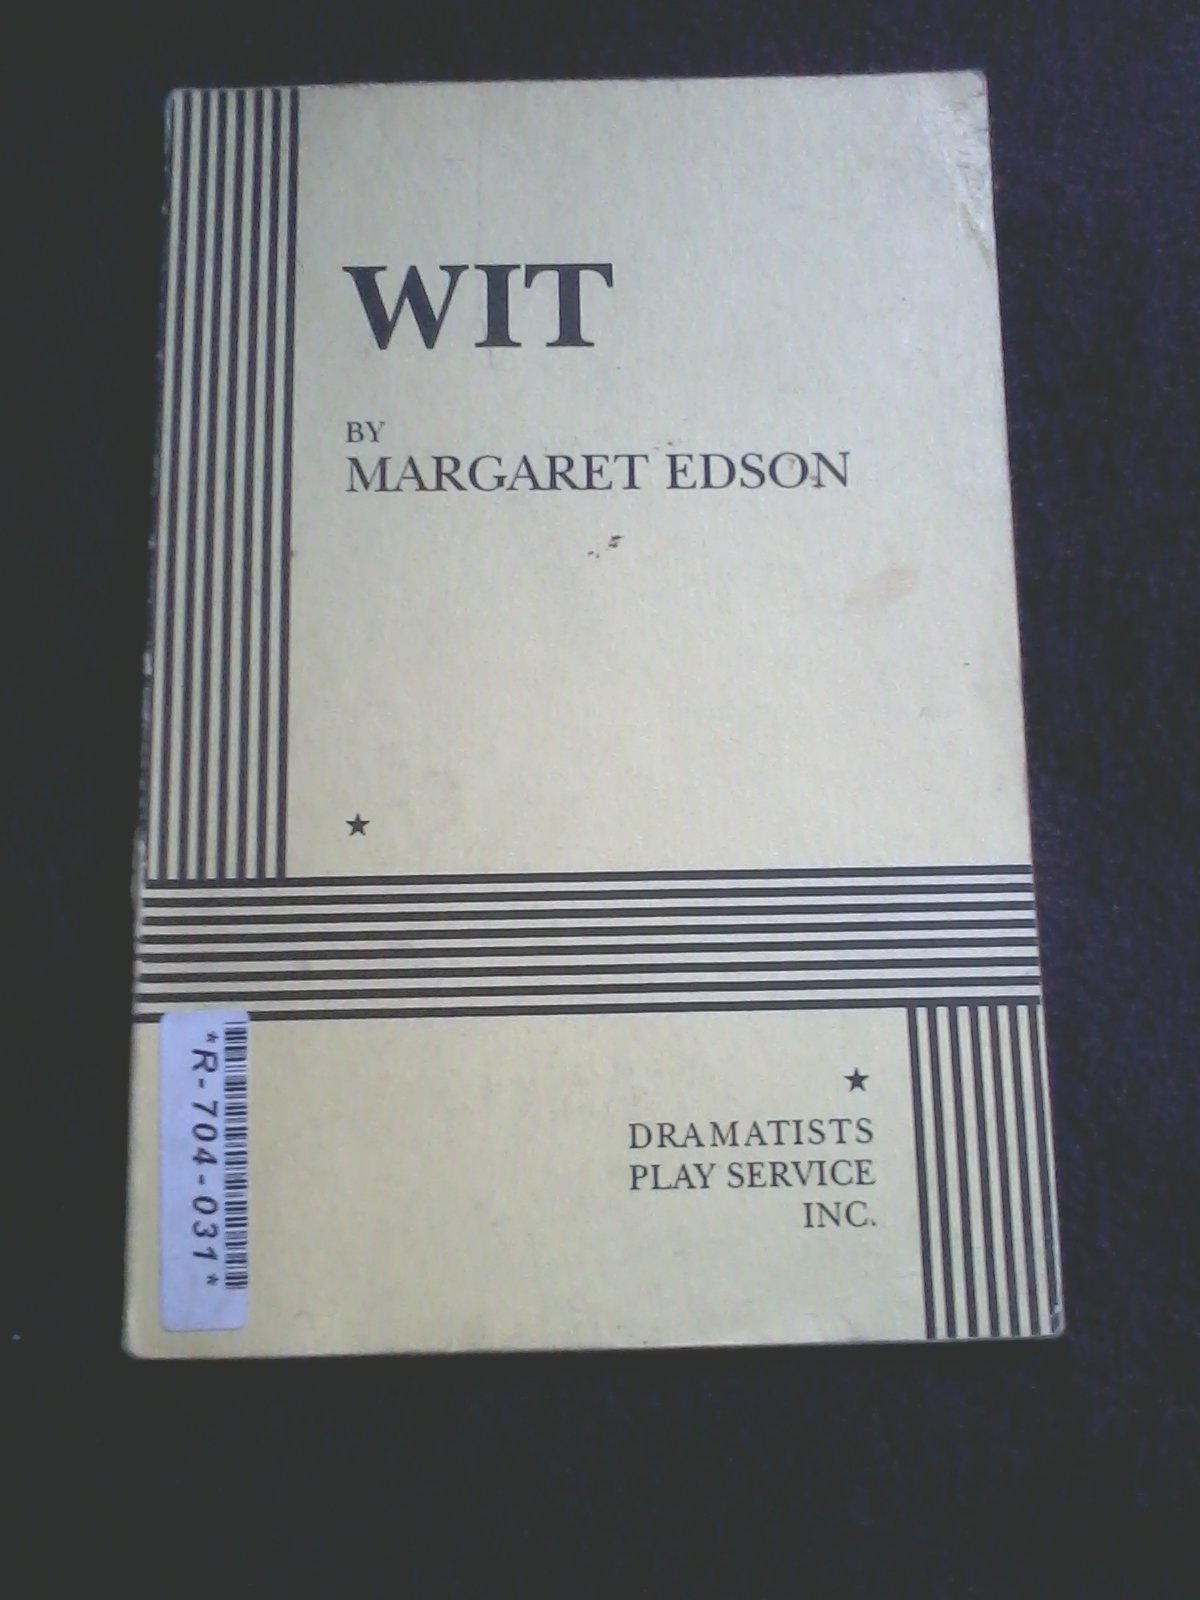 WIT
BY
MARGARET EDSON
DRAMATISTS
PLAY SERVICE
INC.
*R-704-031*